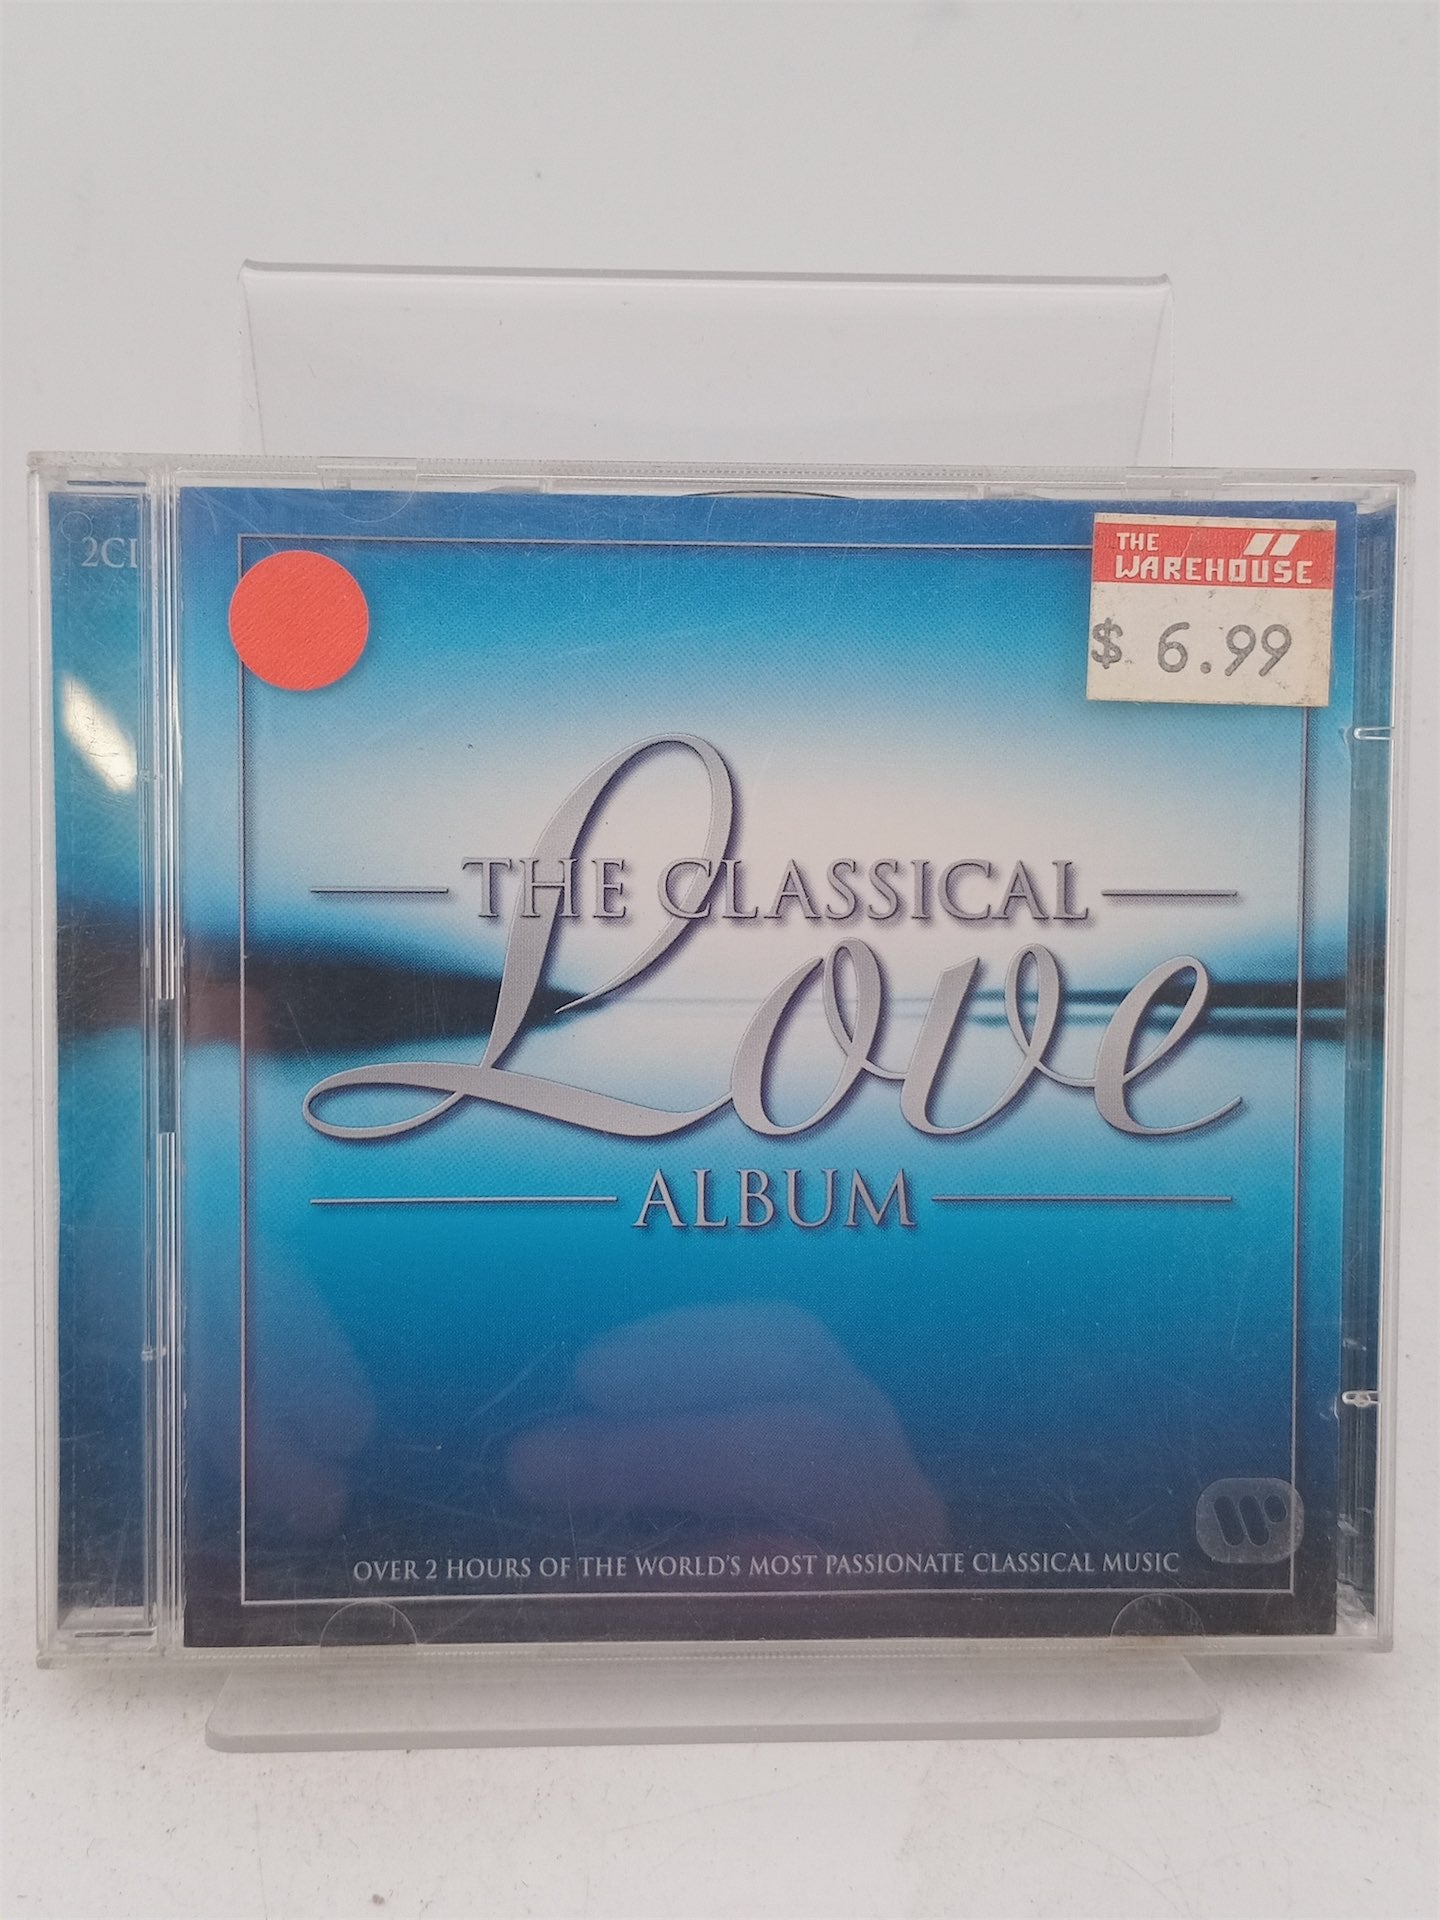 2CD
THE
WAREHOUSE
$ 6.99
THE CLASSICAL
Love
ALBUM
OVER 2 HOURS OF THE WORLD'S MOST PASSIONATE CLASSICAL MUSIC